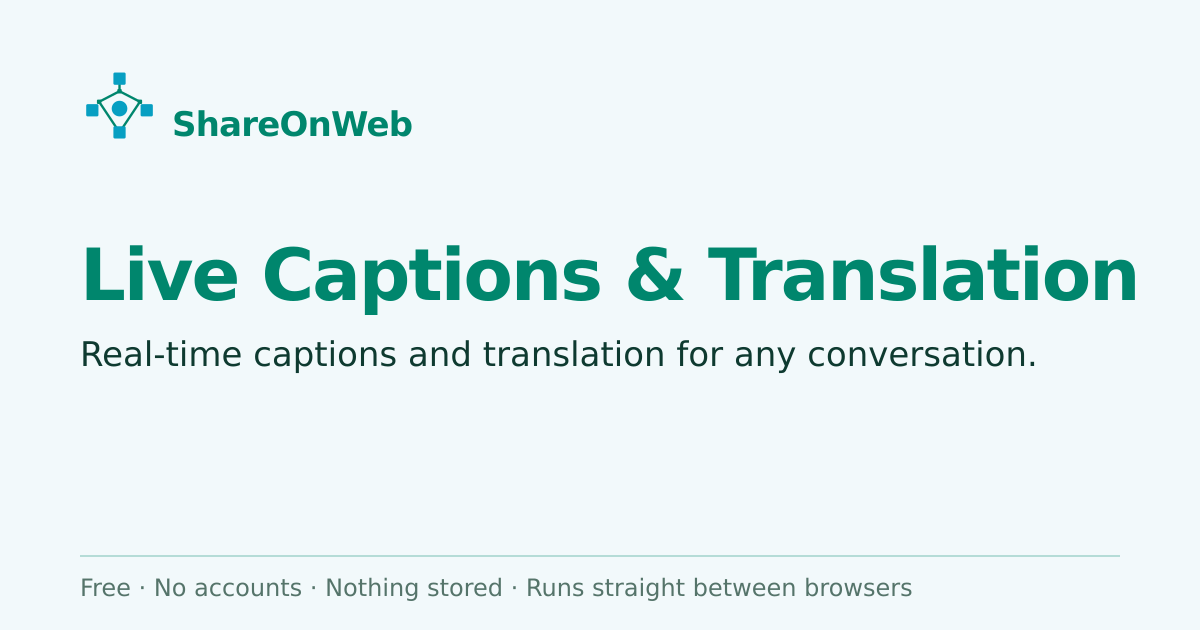 ShareOnWeb
Live Captions & Translation
Real-time captions and translation for any conversation.
Free · No accounts · Nothing stored · Runs straight between browsers